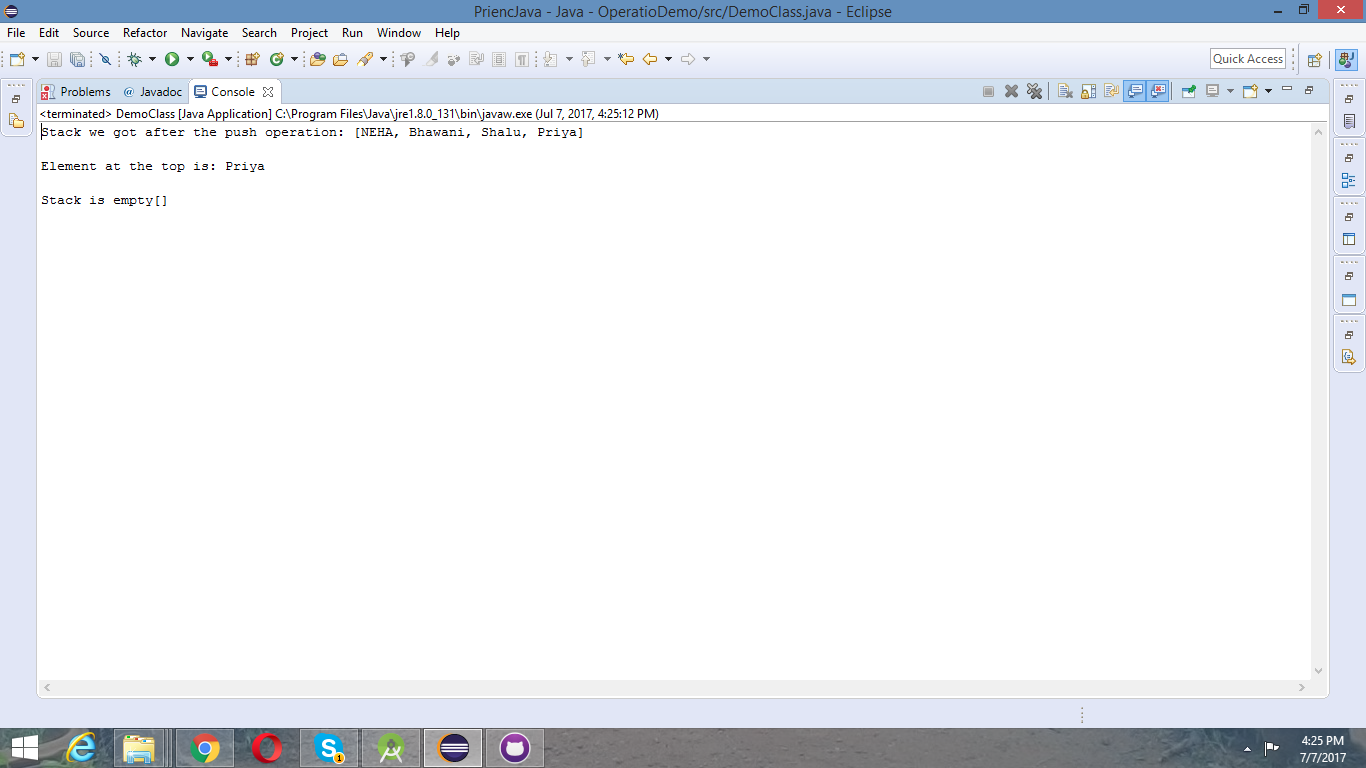 PriencJava - Java - OperatioDemo/src/DemoClass.java - Eclipse
File Edit Source Refactor Navigate Search Project Run Window Help
Quick Access
Problems @ Javadoc Console
<terminated> DemoClass [Java Application] C:\Program Files\Java\jre1.8.0_131\bin\javaw.exe (Jul 7, 2017, 4:25:12 PM)
Stack we got after the push operation: [NEHA, Bhawani, Shalu, Priya]
Element at the top is: Priya
Stack is empty[]
1
4:25 PM
7/7/2017